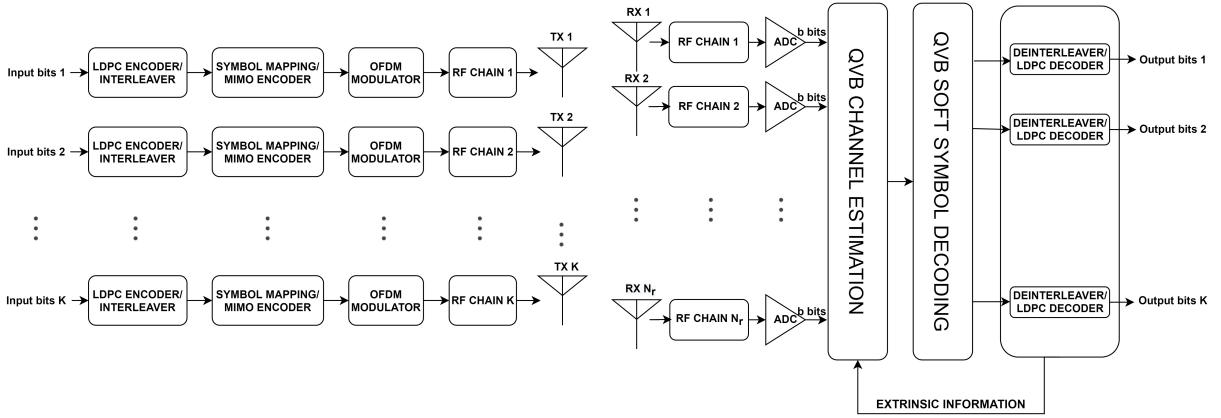 Input bits 1
LDPC ENCODER/
INTERLEAVER
SYMBOL MAPPING/
MIMO ENCODER
OFDM
MODULATOR
RF CHAIN 1
TX 1
Input bits 2
LDPC ENCODER/
INTERLEAVER
SYMBOL MAPPING/
MIMO ENCODER
OFDM
MODULATOR
RF CHAIN 2
TX 2
Input bits K
LDPC ENCODER/
INTERLEAVER
SYMBOL MAPPING/
MIMO ENCODER
OFDM
MODULATOR
RF CHAIN K
TX K
RX 1
RF CHAIN 1
ADC
b bits
RX 2
RF CHAIN 2
ADC
b bits
RX Nr
RF CHAIN Nr
ADC
b bits
QVB CHANNEL ESTIMATION
QVB SOFT SYMBOL DECODING
DEINTERLEAVER/
LDPC DECODER
Output bits 1
DEINTERLEAVER/
LDPC DECODER
Output bits 2
DEINTERLEAVER/
LDPC DECODER
Output bits K
EXTRINSIC INFORMATION